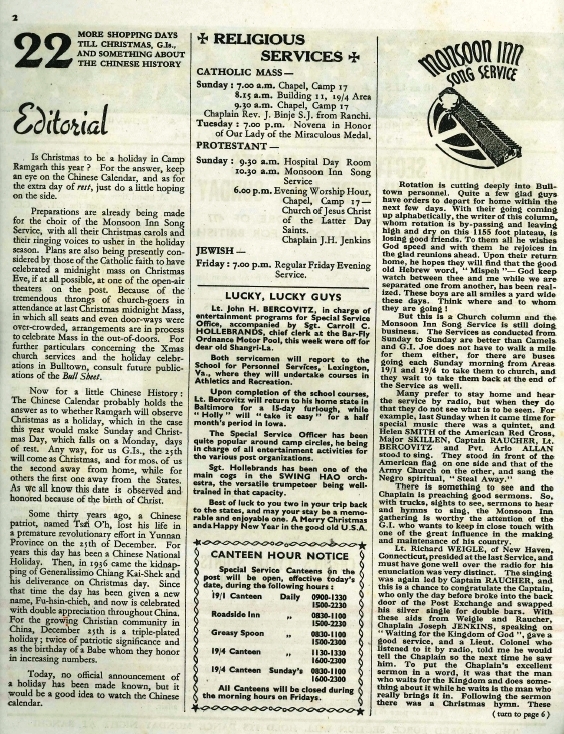 2
22
MORE SHOPPING DAYS
TILL CHRISTMAS, G.I.s,
AND SOMETHING ABOUT
THE CHINESE HISTORY
Editorial
Is Christmas to be a holiday in Camp
Ramgarh this year? For the answer, keep
an eye on the Chinese Calendar, and as for
the extra day of rest, just do a little hoping
on the side.
Preparations are already being made
for the choir of the Monsoon Inn Song
Service, with all their Christmas carols and
their ringing voices to usher in the holiday
season. Plans are also being presently con-
sidered by those of the Catholic faith to have
celebrated a midnight mass on Christmas
Eve, if at all possible, at one of the open-air
theaters on the post. Because of the
tremendous throngs of church-goers in
attendance at last Christmas midnight Mass,
in which all seats and even door-ways were
over-crowded, arrangements are in process
to celebrate Mass in the out-of-doors. For
further particulars concerning the Xmas
church services and the holiday celebr-
ations in Bulltown, consult future public-
ations of the Bull Sheet.
Now for a little Chinese History:
The Chinese Calendar probably holds the
answer as to whether Ramgarh will observe
Christmas as a holiday, which in the case
this year would make Sunday and Christ-
mas Day, which falls on a Monday, days
of rest. Any way, for us G.I.s, the 25th
will come as Christmas, and for mos. of us
the second away from home, while for
others the first one away from the States.
As we all know this date is observed and
honored because of the birth of Christ.
Some thirty years ago, a Chinese
patriot, named Tsai O'h, lost his life in
a premature revolutionary effort in Yunnan
Province on the 25th of December. For
years this day has been a Chinese National
Holiday. Then, in 1936 came the kidnap-
ping of Generalissimo Chiang Kai-Shek and
his deliverance on Christmas day. Since
that time the day has been given a new
name, Fu-hsin-chieh, and now is celebrated
with double appreciation throughout China.
For the growing Christian community in
China, December 25th is a triple-plated
holiday; twice of patriotic significance and
as the birthday of a Babe whom they honor
in increasing numbers.
Today, no official announcement of
a holiday has been made known, but it
would be a good idea to watch the Chinese
calendar.
✠ RELIGIOUS
SERVICES ✠
CATHOLIC MASS—
Sunday : 7.00 a.m. Chapel, Camp 17
8.15 a.m. Building 11, 19/4 Area
9.30 a.m. Chapel, Camp 17
Chaplain Rev. J. Binje S.J. from Ranchi.
Tuesday : 7.00 p.m. Novena in Honor
of Our Lady of the Miraculous Medal.
PROTESTANT—
Sunday : 9.30 a.m. Hospital Day Room
10.30 a.m. Monsoon Inn Song
Service
6.00 p.m. Evening Worship Hour,
Chapel, Camp 17—
Church of Jesus Christ
of the Latter Day
Saints.
Chaplain J.H. Jenkins
JEWISH—
Friday : 7.00 p.m. Regular Friday Evening
Service.
LUCKY, LUCKY GUYS
Lt. John H. BERCOVITZ, in charge of
entertainment programs for Special Service
Office, accompanied by Sgt. Carroll C.
HOLLEBRANDS, chief clerk at the Bar-Fly
Ordnance Motor Pool, this week were off for
dear old Shangri-La.
Both servicemen will report to the
School for Personnel Services, Lexington,
Va., where they will undertake courses in
Athletics and Recreation.
Upon completion of the school courses,
Lt. Bercovitz will return to his home state in
Baltimore for a 15-day furlough, while
"Holly" will "take it easy" for a half
month's period in Iowa.
The Special Service Officer has been
quite popular around camp circles, he being
in charge of all entertainment activities for
the various post organizations.
Sgt. Hollebrands has been one of the
main cogs in the SWING HAO orch-
estra, the versatile trumpeter being well-
trained in that capacity.
Best of luck to you two in your trip back
to the states, and may your stay be a memo-
rable and enjoyable one. A Merry Christmas
and a Happy New Year in the good old U.S.A.
CANTEEN HOUR NOTICE
Special Service Canteens on the
post will be open, effective today's
date, during the following hours :
19/1 Canteen Daily 0900-1330
1500-2230
Roadside Inn ,, 0830-1100
1500-2200
Greasy Spoon ,, 0830-1100
1500-2300
19/4 Canteen ,, 1130-1330
1600-2200
19/4 Canteen Sunday's 0830-1100
1600-2300
All Canteens will be closed during
the morning hours on Fridays.
MONSOON INN
SONG SERVICE
Rotation is cutting deeply into Bull-
town personnel. Quite a few glad guys
have orders to depart for home within the
next few days. With their going coming
up alphabetically, the writer of this column,
whom rotation is by-passing and leaving
high and dry on this 1155 foot plateau, is
losing good friends. To them all he wishes
God speed and with them he rejoices in
the glad reunions ahead. Upon their return
home, he hopes they will find that the good
old Hebrew word, "Mispeh"—God keep
watch between thee and me while we are
separated one from another, has been real-
ized. These boys are all smiles a yard wide
these days. Think where and to whom
they are going!
But this is a Church column and the
Monsoon Inn Song Service is still doing
business. The Services as conducted from
Sunday to Sunday are better than Camels
and G.I. Joe does not have to walk a mile
for them either, for there are buses
going each Sunday morning from Areas
19/1 and 19/4 to take them to church, and
they wait to take them back at the end of
the Service as well.
Many prefer to stay home and hear
the service by radio, but when they do
that they do not see what is to be seen. For
example, last Sunday when it came time for
special music there was a quintet, and
Helen SMITH of the American Red Cross,
Major SKILLEN, Captain RAUCHER, Lt.
BERCOVITZ and Pvt. Arlo ALLAN
stood to sing. They stood in front of the
American flag on one side and that of the
Army Church on the other, and sang the
Negro spiritual, "Steal Away."
There is something to see and the
Chaplain is preaching good sermons. So,
with trucks, sights to see, sermons to hear
and hymns to sing, the Monsoon Inn
gathering is worthy the attention of the
G.I. who wants to keep in close touch with
one of the great influence in the making
and maintenance of his country.
Lt. Richard WEIGLE, of New Haven,
Connecticut, presided at the last Service, and
must have gone well over the radio for his
enunciation was very distinct. The singing
was again led by Captain RAUCHER, and
this is a chance to congratulate the Captain,
who only the day before broke into the back
door of the Post Exchange and swapped
his silver single for double bars. With
these aids from Weigle and Raucher,
Chaplain Joseph JENKINS, speaking on
"Waiting for the Kingdom of God", gave a
good service, and a Lieut. Colonel who
listened to it by radio, told me he would
tell the Chaplain so the next time he saw
him. To put the Chaplain's excellent
sermon in a word, it was that the man
who waits for the Kingdom and does some-
thing about it while he waits is the man who
really brings it in. Following the sermon
there was a Christmas hymn. These
(turn to page 6)